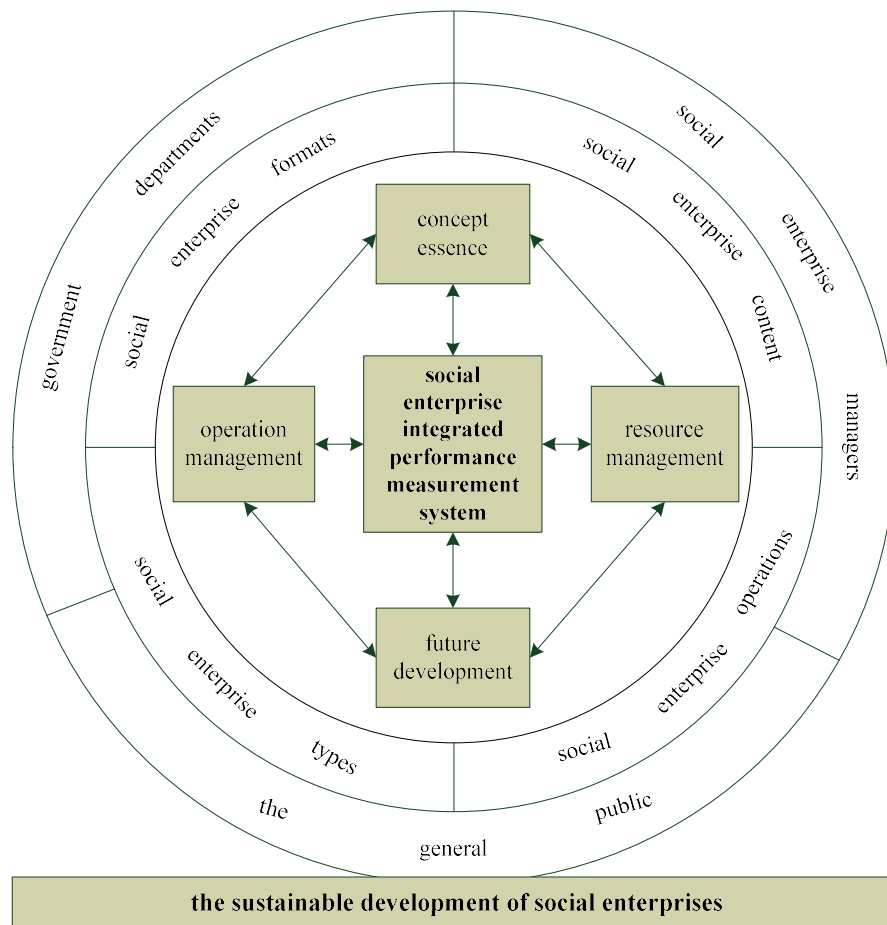 government departments
social enterprise managers
the general public
social enterprise formats
social enterprise content
social enterprise types
social enterprise operations
concept
essence
operation
management
social
enterprise
integrated
performance
measurement
system
resource
management
future
development
the sustainable development of social enterprises